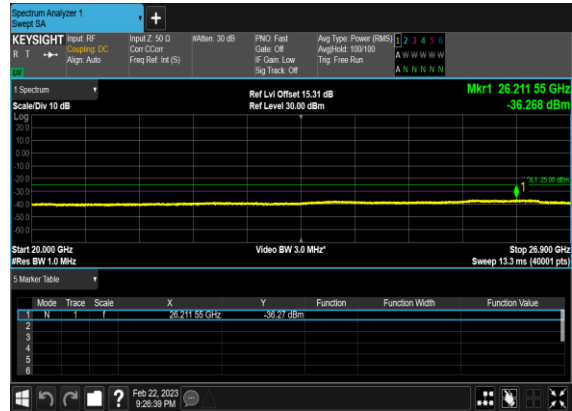 Spectrum Analyzer 1
Swept SA
+
KEYSIGHT Input: RF Input Z: 50 Ω #Atten: 30 dB PNO: Fast Avg Type: Power (RMS) 1 2 3 4 5 6
R T Coupling: DC Corr CCorr Gate: Off Avg|Hold: 100/100 A W W W W W
Align: Auto Freq Ref: Int (S) IF Gain: Low Trig: Free Run
Sig Track: Off A N N N N N
1 Spectrum Ref Lvl Offset 15.31 dB Mkr1 26.211 55 GHz
Scale/Div 10 dB Ref Level 30.00 dBm -36.268 dBm
Log
20.0
10.0
0.00
-10.0
-20.0
DL1 -25.00 dBm
1
-30.0
-40.0
-50.0
-60.0
Start 20.000 GHz Video BW 3.0 MHz* Stop 26.900 GHz
#Res BW 1.0 MHz Sweep 13.3 ms (40001 pts)
5 Marker Table
Mode Trace Scale X Y Function Function Width Function Value
1 N 1 f 26.211 55 GHz -36.27 dBm
2
3
4
5
6
? Feb 22, 2023
9:26:39 PM